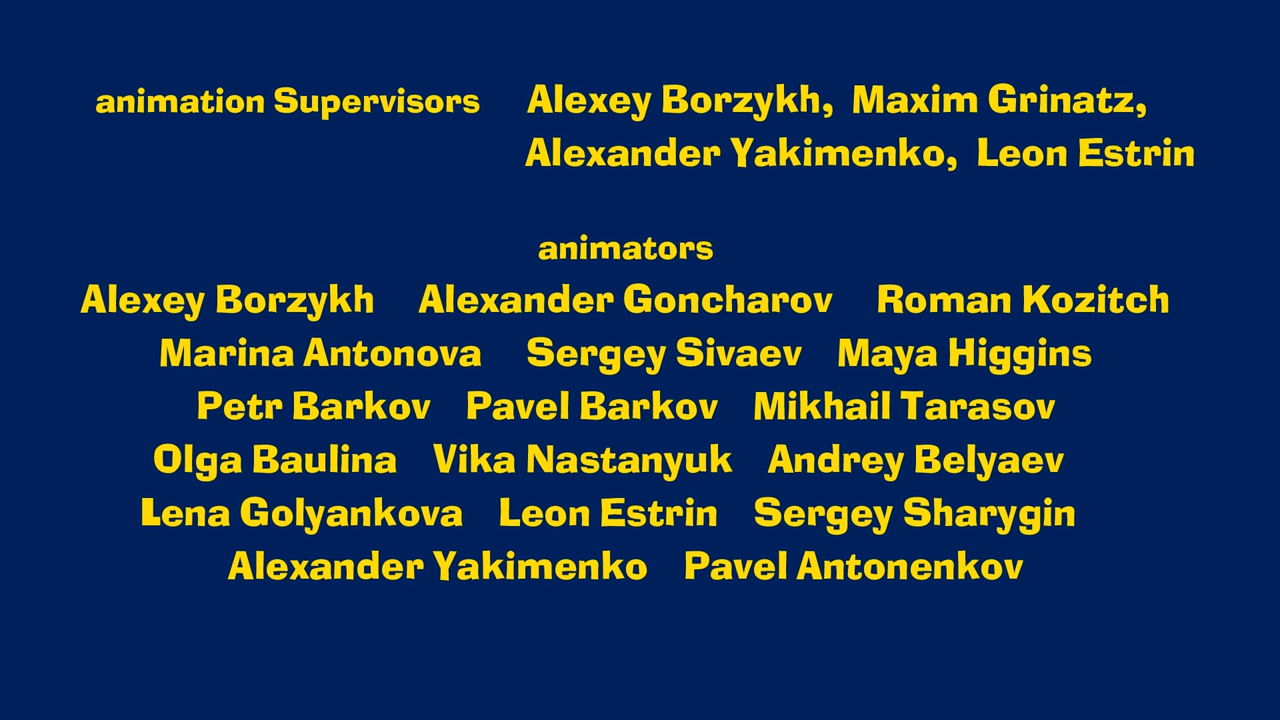 animation Supervisors Alexey Borzykh, Maxim Grinatz,
Alexander Yakimenko, Leon Estrin
animators
Alexey Borzykh Alexander Goncharov Roman Kozitch
Marina Antonova Sergey Sivaev Maya Higgins
Petr Barkov Pavel Barkov Mikhail Tarasov
Olga Baulina Vika Nastanyuk Andrey Belyaev
Lena Golyankova Leon Estrin Sergey Sharygin
Alexander Yakimenko Pavel Antonenkov